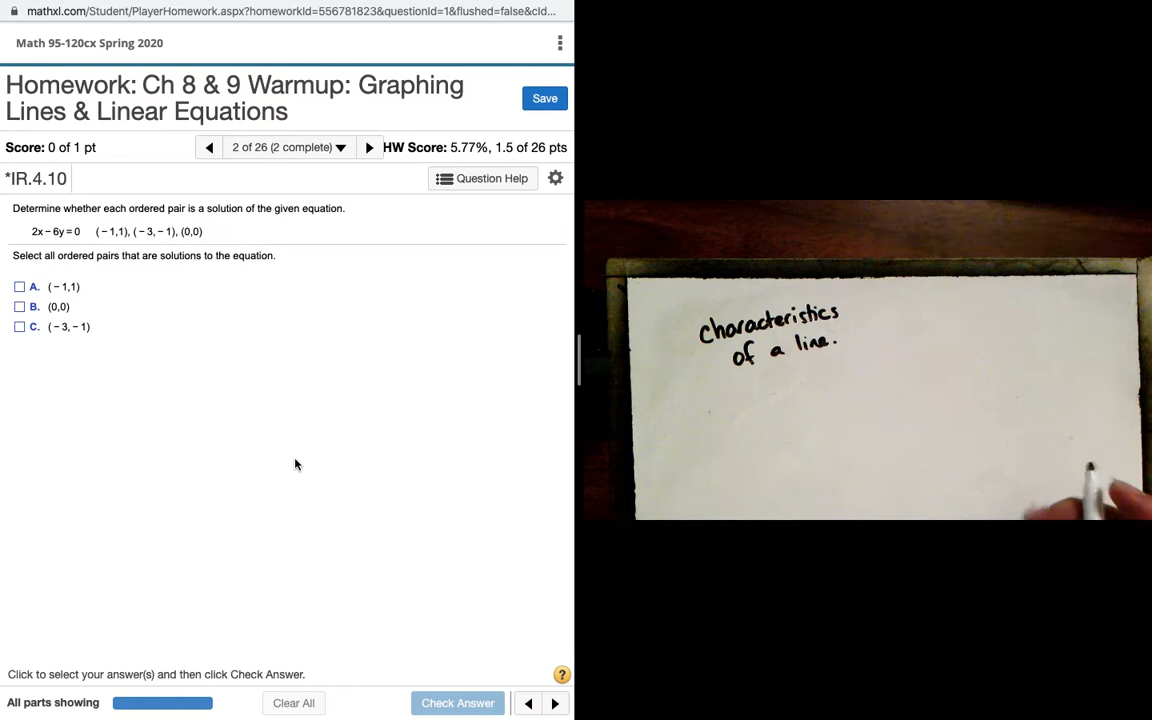 mathxl.com/Student/PlayerHomework.aspx?homeworkId=556781823&questionId=1&flushed=false&cId...
Math 95-120cx Spring 2020
Homework: Ch 8 & 9 Warmup: Graphing
Lines & Linear Equations
Save
Score: 0 of 1 pt
2 of 26 (2 complete)
HW Score: 5.77%, 1.5 of 26 pts
*IR.4.10
Question Help
Determine whether each ordered pair is a solution of the given equation.
2x − 6y = 0 (− 1,1), (− 3, − 1), (0,0)
Select all ordered pairs that are solutions to the equation.
A. (− 1,1)
B. (0,0)
C. (− 3, − 1)
Click to select your answer(s) and then click Check Answer.
?
All parts showing
Clear All
Check Answer
characteristics
of a line.